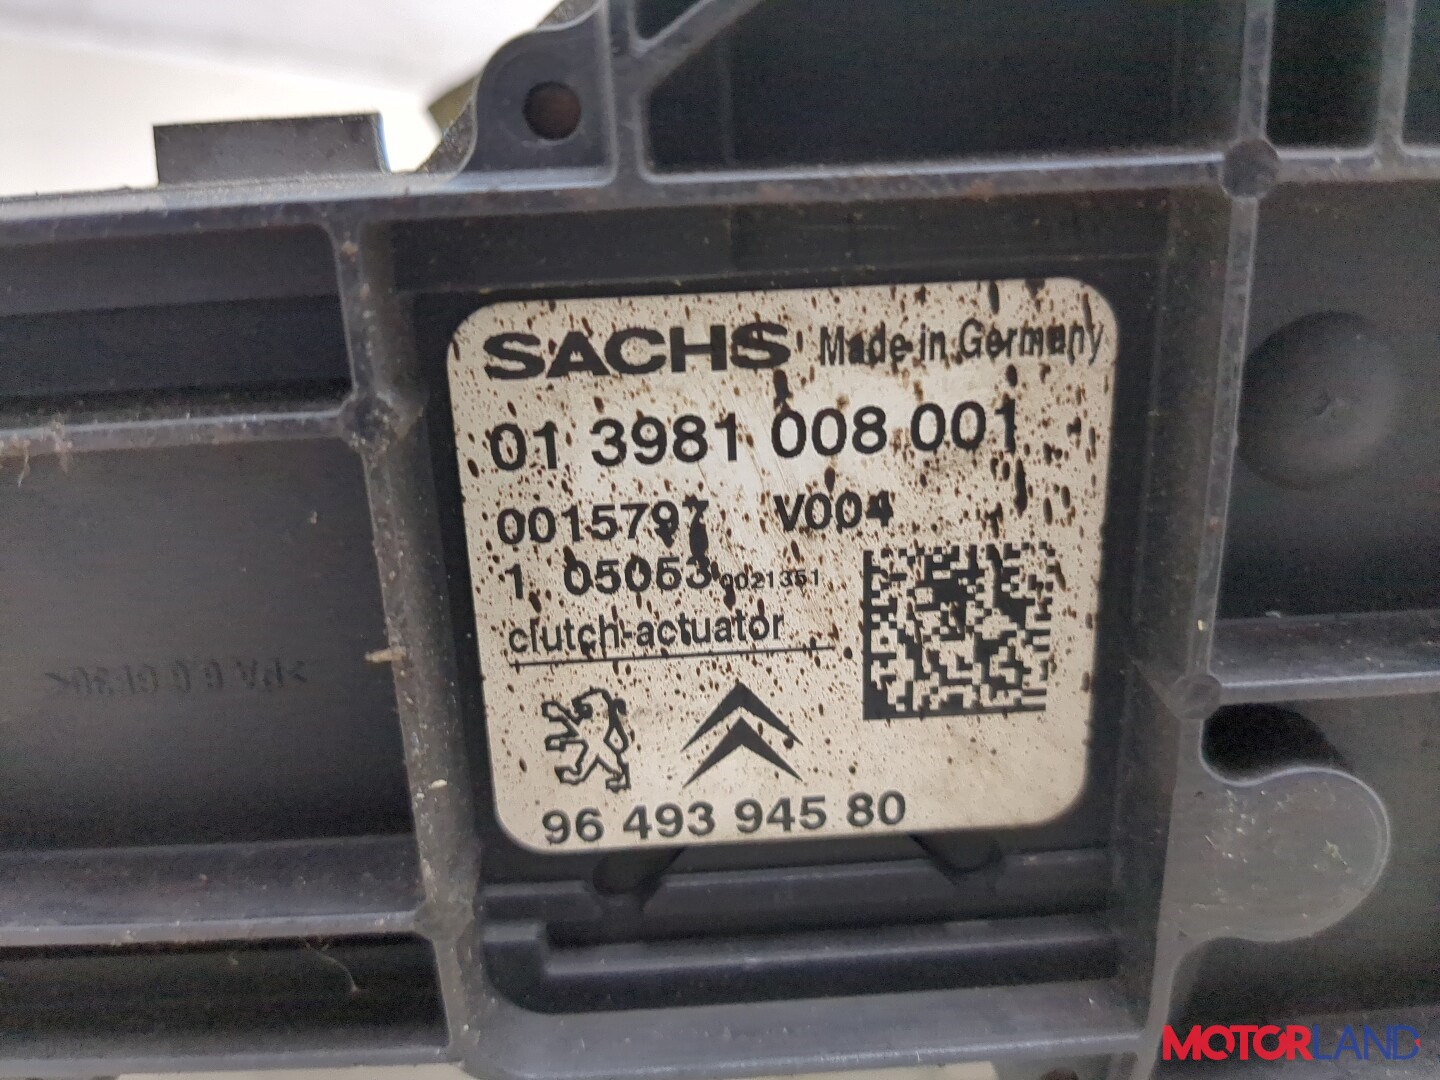 SACHS Made in Germany
01 3981 008 001
0015797 V004
1 05053 0021351
clutch-actuator
96 493 945 80
MOTORLAND